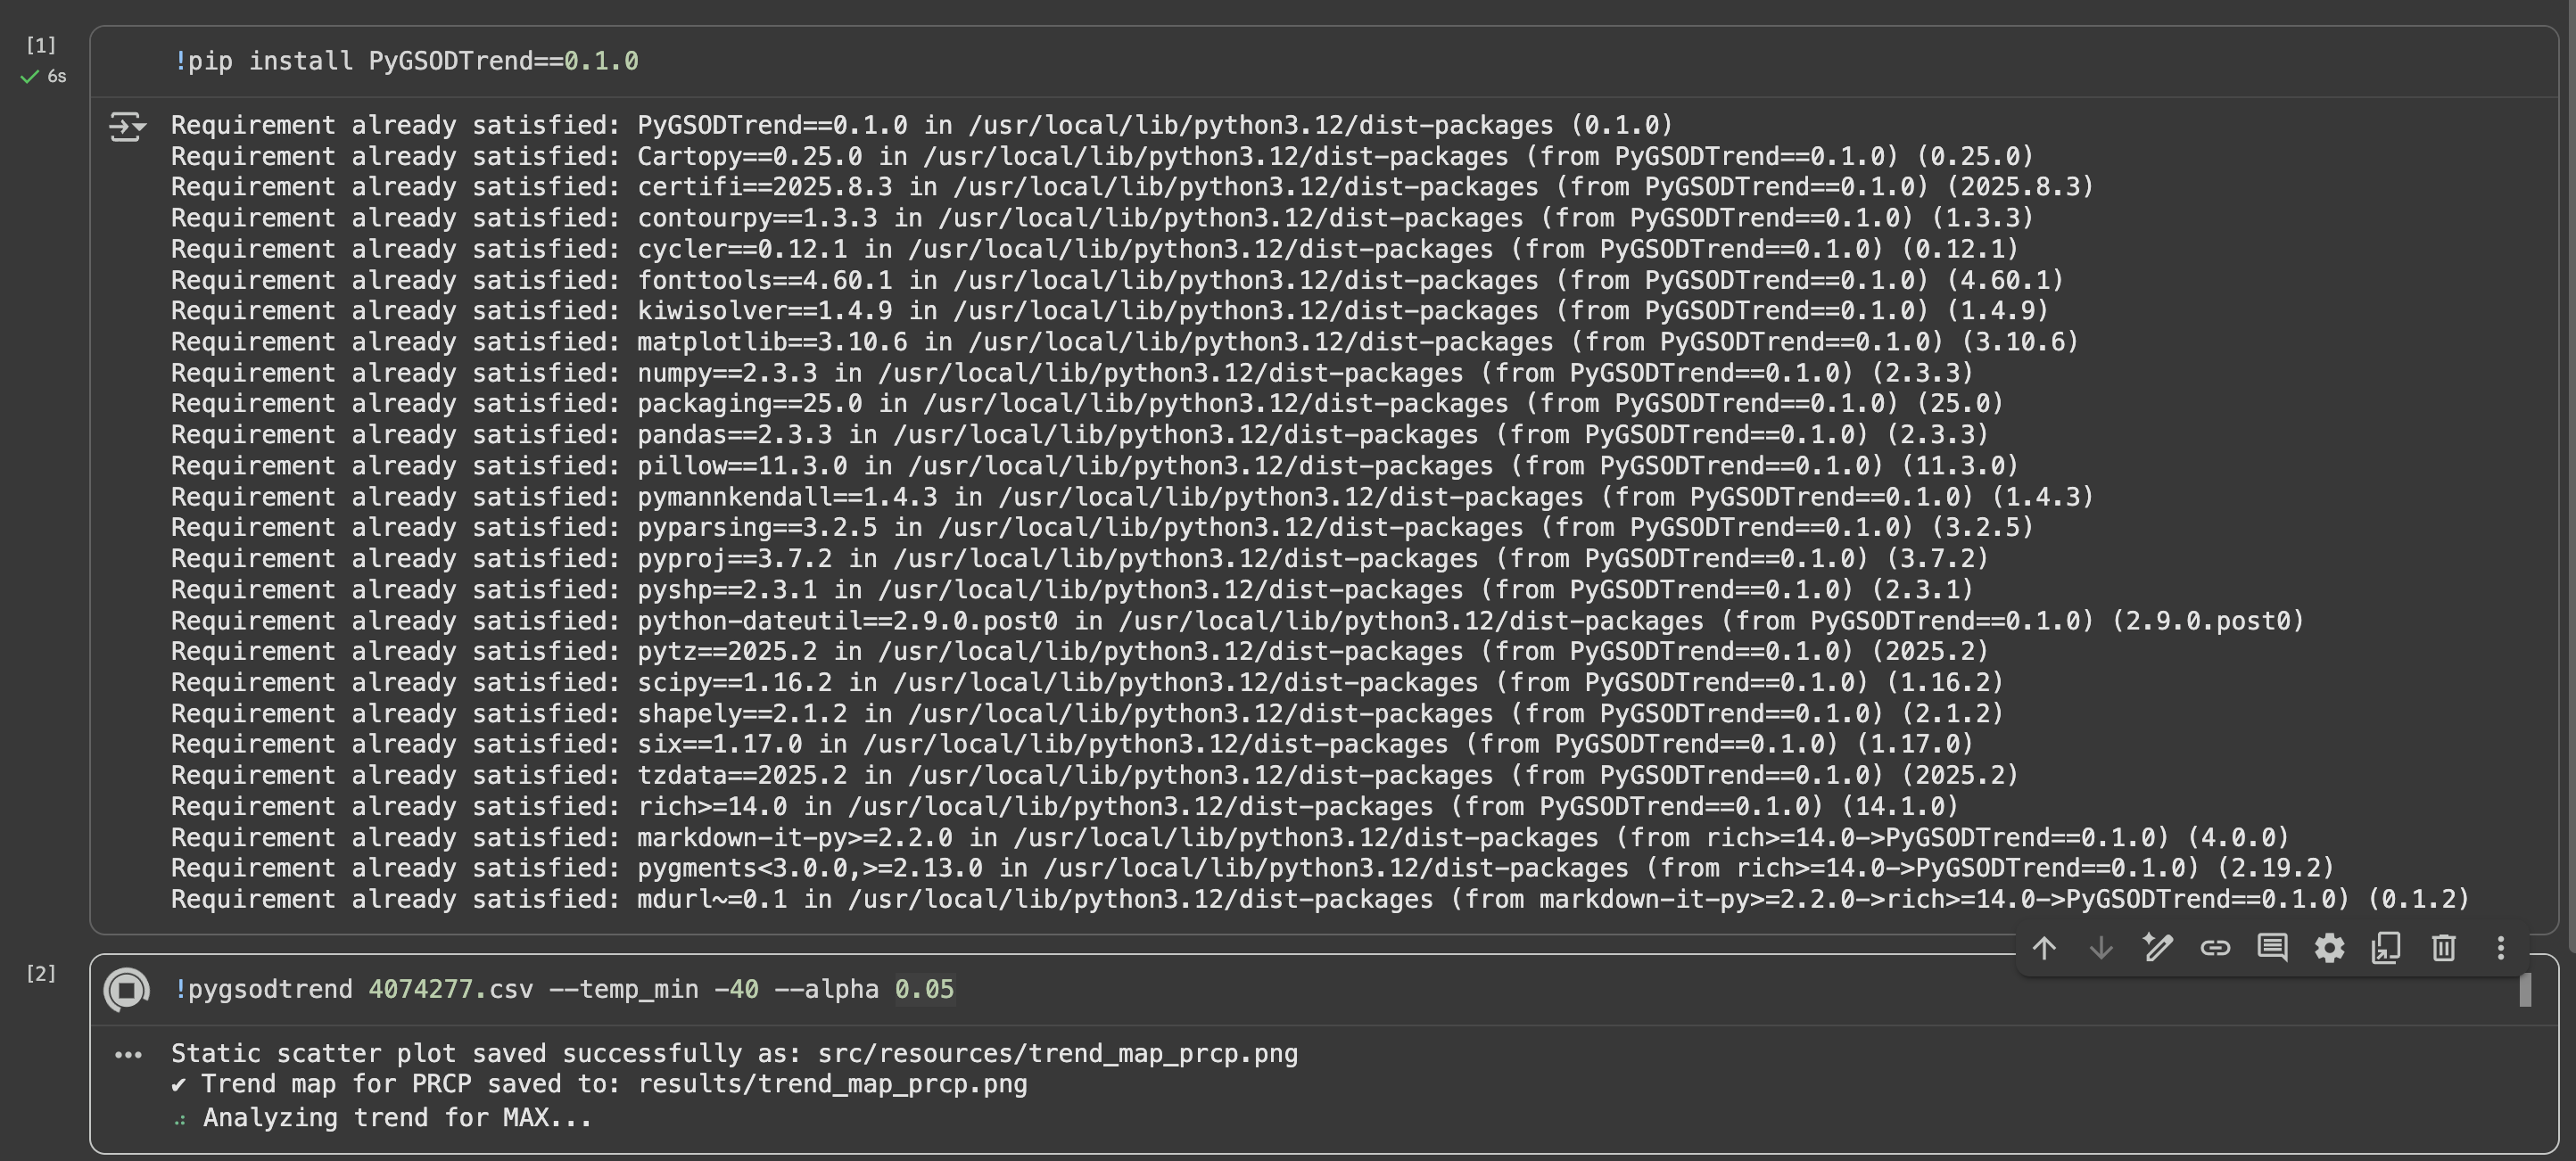 [1]
6s
!pip install PyGSODTrend==0.1.0
Requirement already satisfied: PyGSODTrend==0.1.0 in /usr/local/lib/python3.12/dist-packages (0.1.0)
Requirement already satisfied: Cartopy==0.25.0 in /usr/local/lib/python3.12/dist-packages (from PyGSODTrend==0.1.0) (0.25.0)
Requirement already satisfied: certifi==2025.8.3 in /usr/local/lib/python3.12/dist-packages (from PyGSODTrend==0.1.0) (2025.8.3)
Requirement already satisfied: contourpy==1.3.3 in /usr/local/lib/python3.12/dist-packages (from PyGSODTrend==0.1.0) (1.3.3)
Requirement already satisfied: cycler==0.12.1 in /usr/local/lib/python3.12/dist-packages (from PyGSODTrend==0.1.0) (0.12.1)
Requirement already satisfied: fonttools==4.60.1 in /usr/local/lib/python3.12/dist-packages (from PyGSODTrend==0.1.0) (4.60.1)
Requirement already satisfied: kiwisolver==1.4.9 in /usr/local/lib/python3.12/dist-packages (from PyGSODTrend==0.1.0) (1.4.9)
Requirement already satisfied: matplotlib==3.10.6 in /usr/local/lib/python3.12/dist-packages (from PyGSODTrend==0.1.0) (3.10.6)
Requirement already satisfied: numpy==2.3.3 in /usr/local/lib/python3.12/dist-packages (from PyGSODTrend==0.1.0) (2.3.3)
Requirement already satisfied: packaging==25.0 in /usr/local/lib/python3.12/dist-packages (from PyGSODTrend==0.1.0) (25.0)
Requirement already satisfied: pandas==2.3.3 in /usr/local/lib/python3.12/dist-packages (from PyGSODTrend==0.1.0) (2.3.3)
Requirement already satisfied: pillow==11.3.0 in /usr/local/lib/python3.12/dist-packages (from PyGSODTrend==0.1.0) (11.3.0)
Requirement already satisfied: pymannkendall==1.4.3 in /usr/local/lib/python3.12/dist-packages (from PyGSODTrend==0.1.0) (1.4.3)
Requirement already satisfied: pyparsing==3.2.5 in /usr/local/lib/python3.12/dist-packages (from PyGSODTrend==0.1.0) (3.2.5)
Requirement already satisfied: pyproj==3.7.2 in /usr/local/lib/python3.12/dist-packages (from PyGSODTrend==0.1.0) (3.7.2)
Requirement already satisfied: pyshp==2.3.1 in /usr/local/lib/python3.12/dist-packages (from PyGSODTrend==0.1.0) (2.3.1)
Requirement already satisfied: python-dateutil==2.9.0.post0 in /usr/local/lib/python3.12/dist-packages (from PyGSODTrend==0.1.0) (2.9.0.post0)
Requirement already satisfied: pytz==2025.2 in /usr/local/lib/python3.12/dist-packages (from PyGSODTrend==0.1.0) (2025.2)
Requirement already satisfied: scipy==1.16.2 in /usr/local/lib/python3.12/dist-packages (from PyGSODTrend==0.1.0) (1.16.2)
Requirement already satisfied: shapely==2.1.2 in /usr/local/lib/python3.12/dist-packages (from PyGSODTrend==0.1.0) (2.1.2)
Requirement already satisfied: six==1.17.0 in /usr/local/lib/python3.12/dist-packages (from PyGSODTrend==0.1.0) (1.17.0)
Requirement already satisfied: tzdata==2025.2 in /usr/local/lib/python3.12/dist-packages (from PyGSODTrend==0.1.0) (2025.2)
Requirement already satisfied: rich>=14.0 in /usr/local/lib/python3.12/dist-packages (from PyGSODTrend==0.1.0) (14.1.0)
Requirement already satisfied: markdown-it-py>=2.2.0 in /usr/local/lib/python3.12/dist-packages (from rich>=14.0->PyGSODTrend==0.1.0) (4.0.0)
Requirement already satisfied: pygments<3.0.0,>=2.13.0 in /usr/local/lib/python3.12/dist-packages (from rich>=14.0->PyGSODTrend==0.1.0) (2.19.2)
Requirement already satisfied: mdurl~=0.1 in /usr/local/lib/python3.12/dist-packages (from markdown-it-py>=2.2.0->rich>=14.0->PyGSODTrend==0.1.0) (0.1.2)
[2]
!pygsodtrend 4074277.csv --temp_min -40 --alpha 0.05
Static scatter plot saved successfully as: src/resources/trend_map_prcp.png
✔ Trend map for PRCP saved to: results/trend_map_prcp.png
Analyzing trend for MAX...